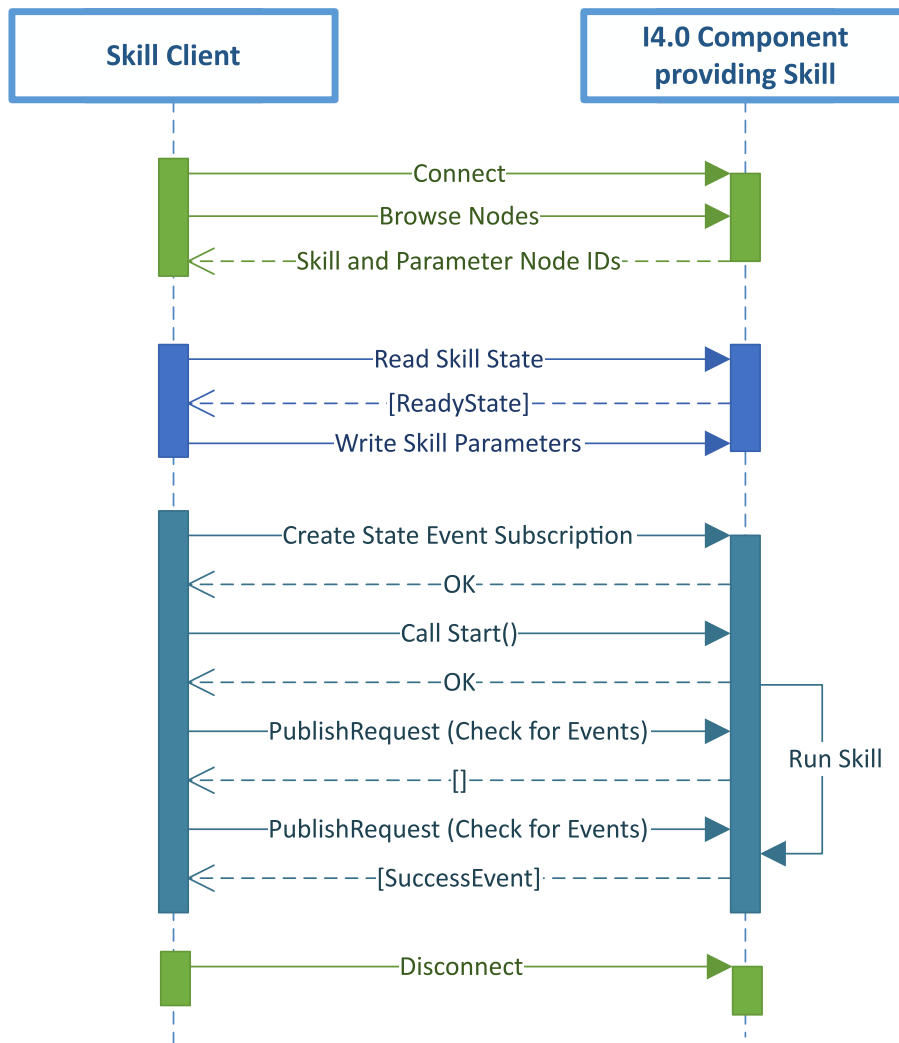 Skill Client
I4.0 Component
providing Skill
Connect
Browse Nodes
Skill and Parameter Node IDs
Read Skill State
[ReadyState]
Write Skill Parameters
Create State Event Subscription
OK
Call Start()
OK
PublishRequest (Check for Events)
Run Skill
[]
PublishRequest (Check for Events)
[SuccessEvent]
Disconnect